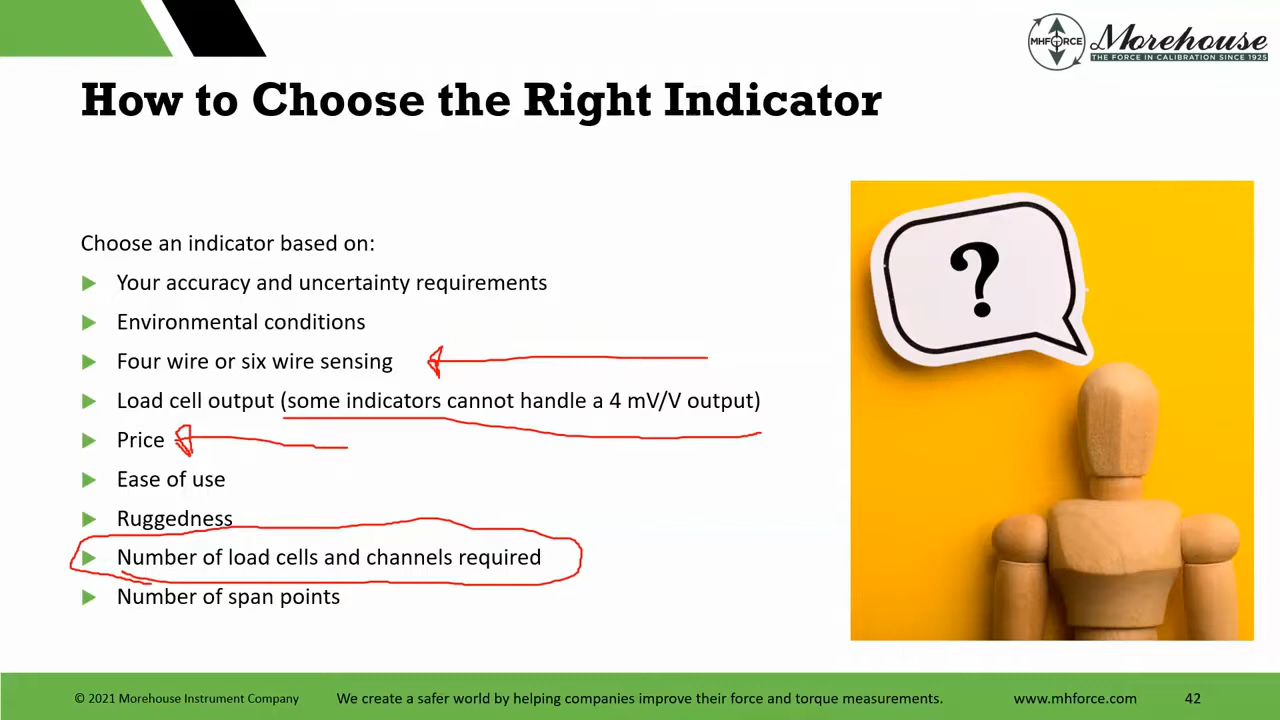 MHFORCE
Morehouse
THE FORCE IN CALIBRATION SINCE 1925
How to Choose the Right Indicator
Choose an indicator based on:
Your accuracy and uncertainty requirements
Environmental conditions
Four wire or six wire sensing
Load cell output (some indicators cannot handle a 4 mV/V output)
Price
Ease of use
Ruggedness
Number of load cells and channels required
Number of span points
?
© 2021 Morehouse Instrument Company
We create a safer world by helping companies improve their force and torque measurements.
www.mhforce.com
42